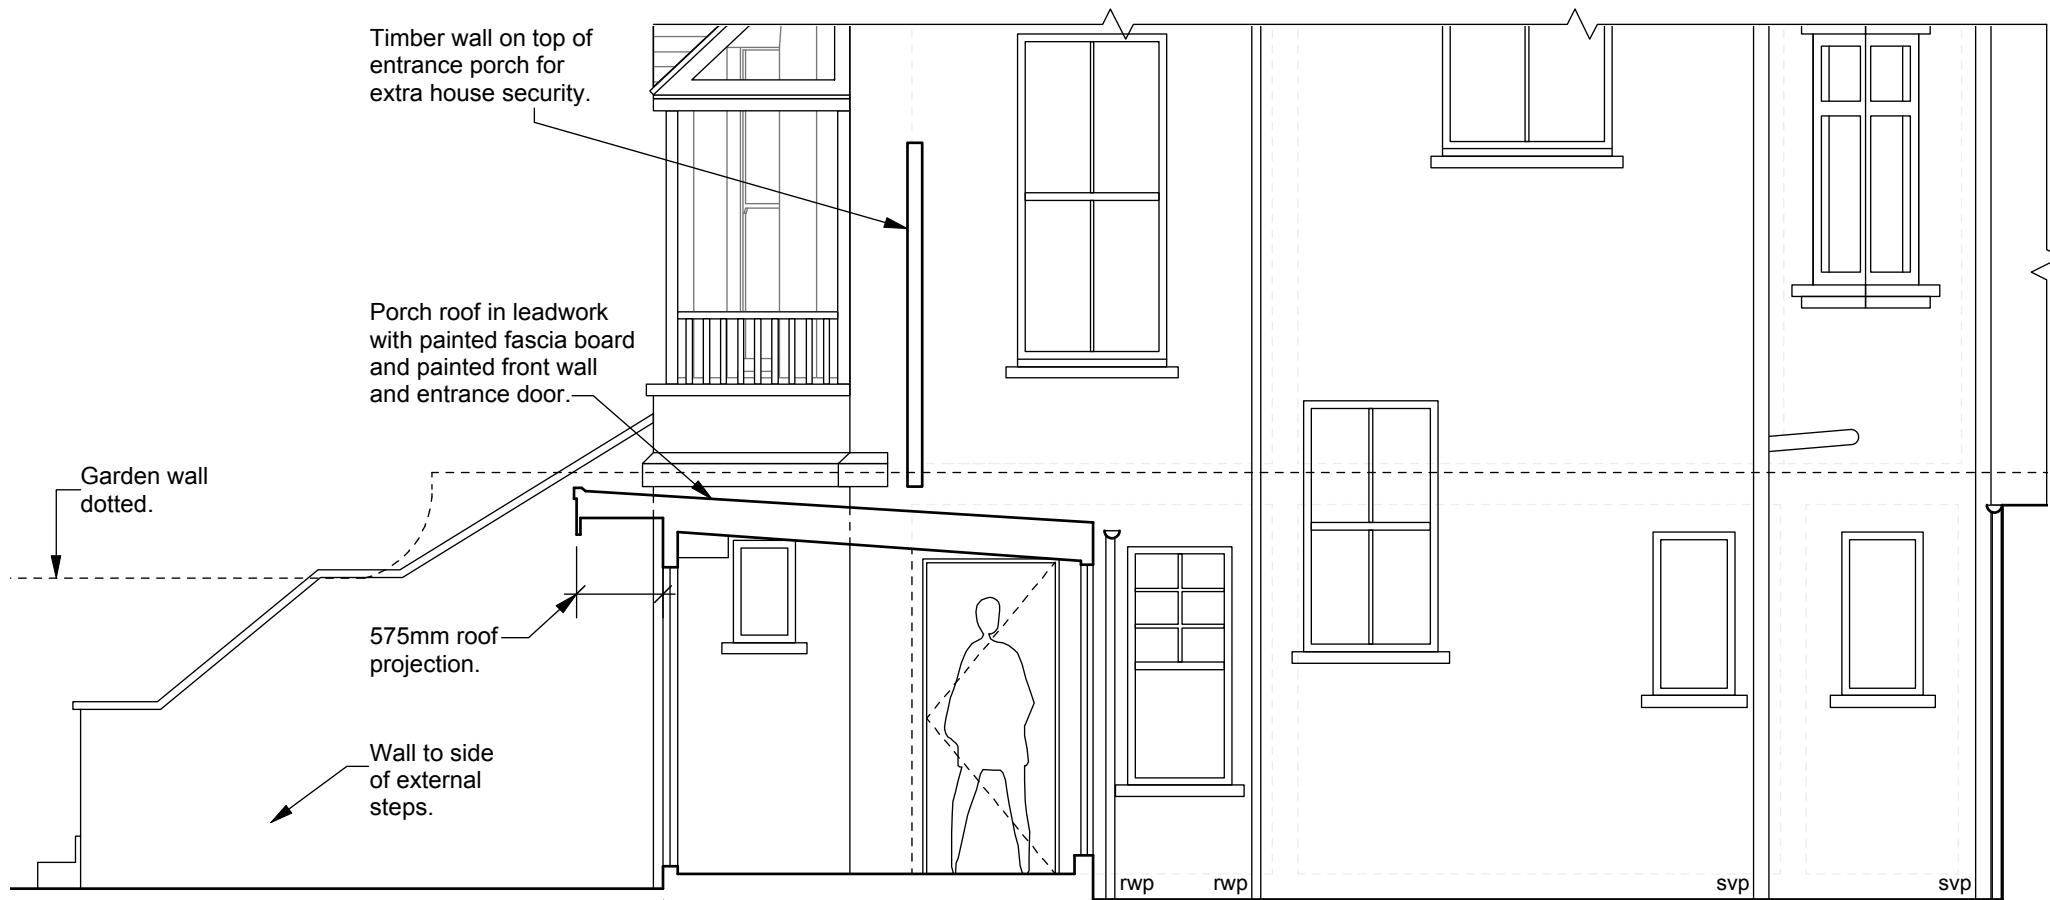 Timber wall on top of
entrance porch for
extra house security.
Porch roof in leadwork
with painted fascia board
and painted front wall
and entrance door.
Garden wall
dotted.
575mm roof
projection.
Wall to side
of external
steps.
rwp
rwp
svp
svp